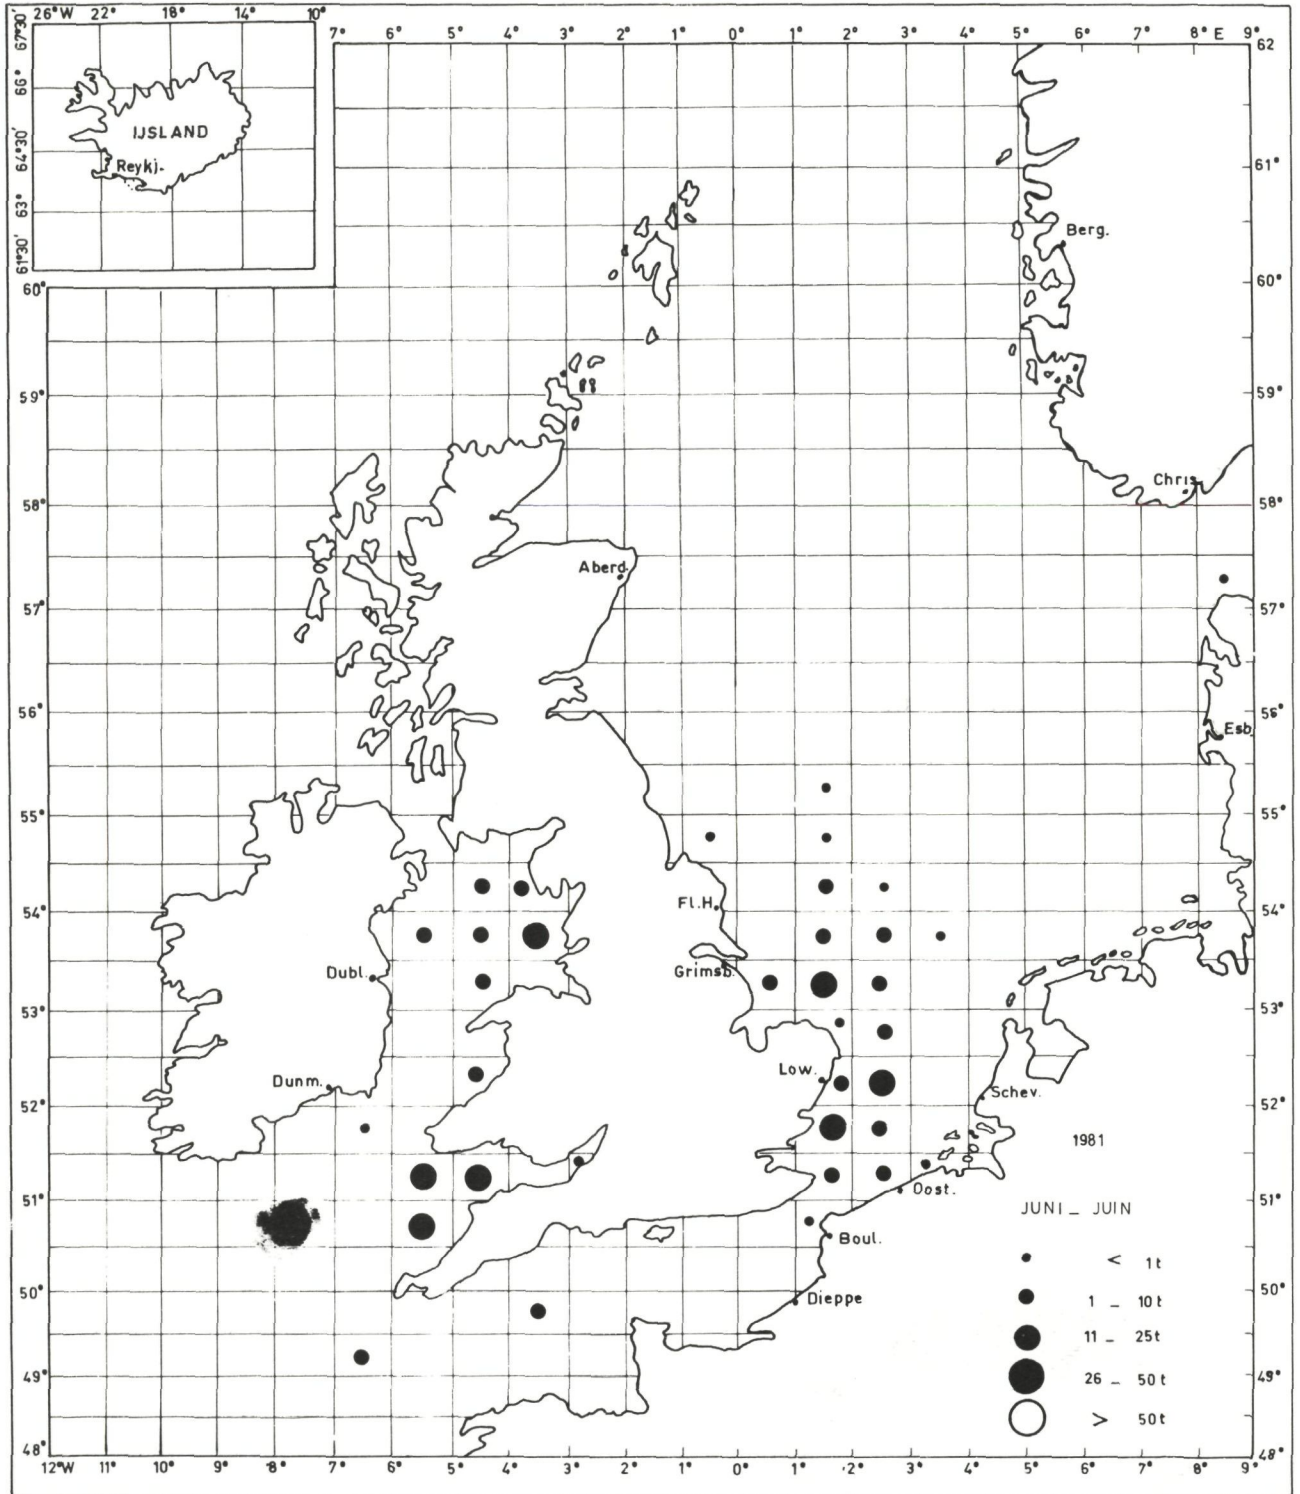 26°W 22° 18° 14° 10°
67°30' 66° 64°30' 63° 61°30'
IJSLAND
Reykj.
7° 6° 5° 4° 3° 2° 1° 0° 1° 2° 3° 4° 5° 6° 7° 8° E 9°
62
61°
Berg.
60° 60°
59° 59°
Chris
58° 58°
Aberd.
57° 57°
56° 56°
Esb.
55° 55°
Fl.H.
54° 54°
Dubl.
Grimsb.
53° 53°
Dunm.
Low.
Schev.
52° 52°
1981
51° 51°
Oost.
JUNI _ JUIN
Boul.
< 1t
50° 50°
Dieppe
1 _ 10t
11 _ 25t
49° 49°
26 _ 50t
> 50t
48° 48°
12°W 10° 9° 8° 7° 6° 5° 4° 3° 2° 1° 0° 1° 2° 3° 4° 5° 6° 7° 8° 9°